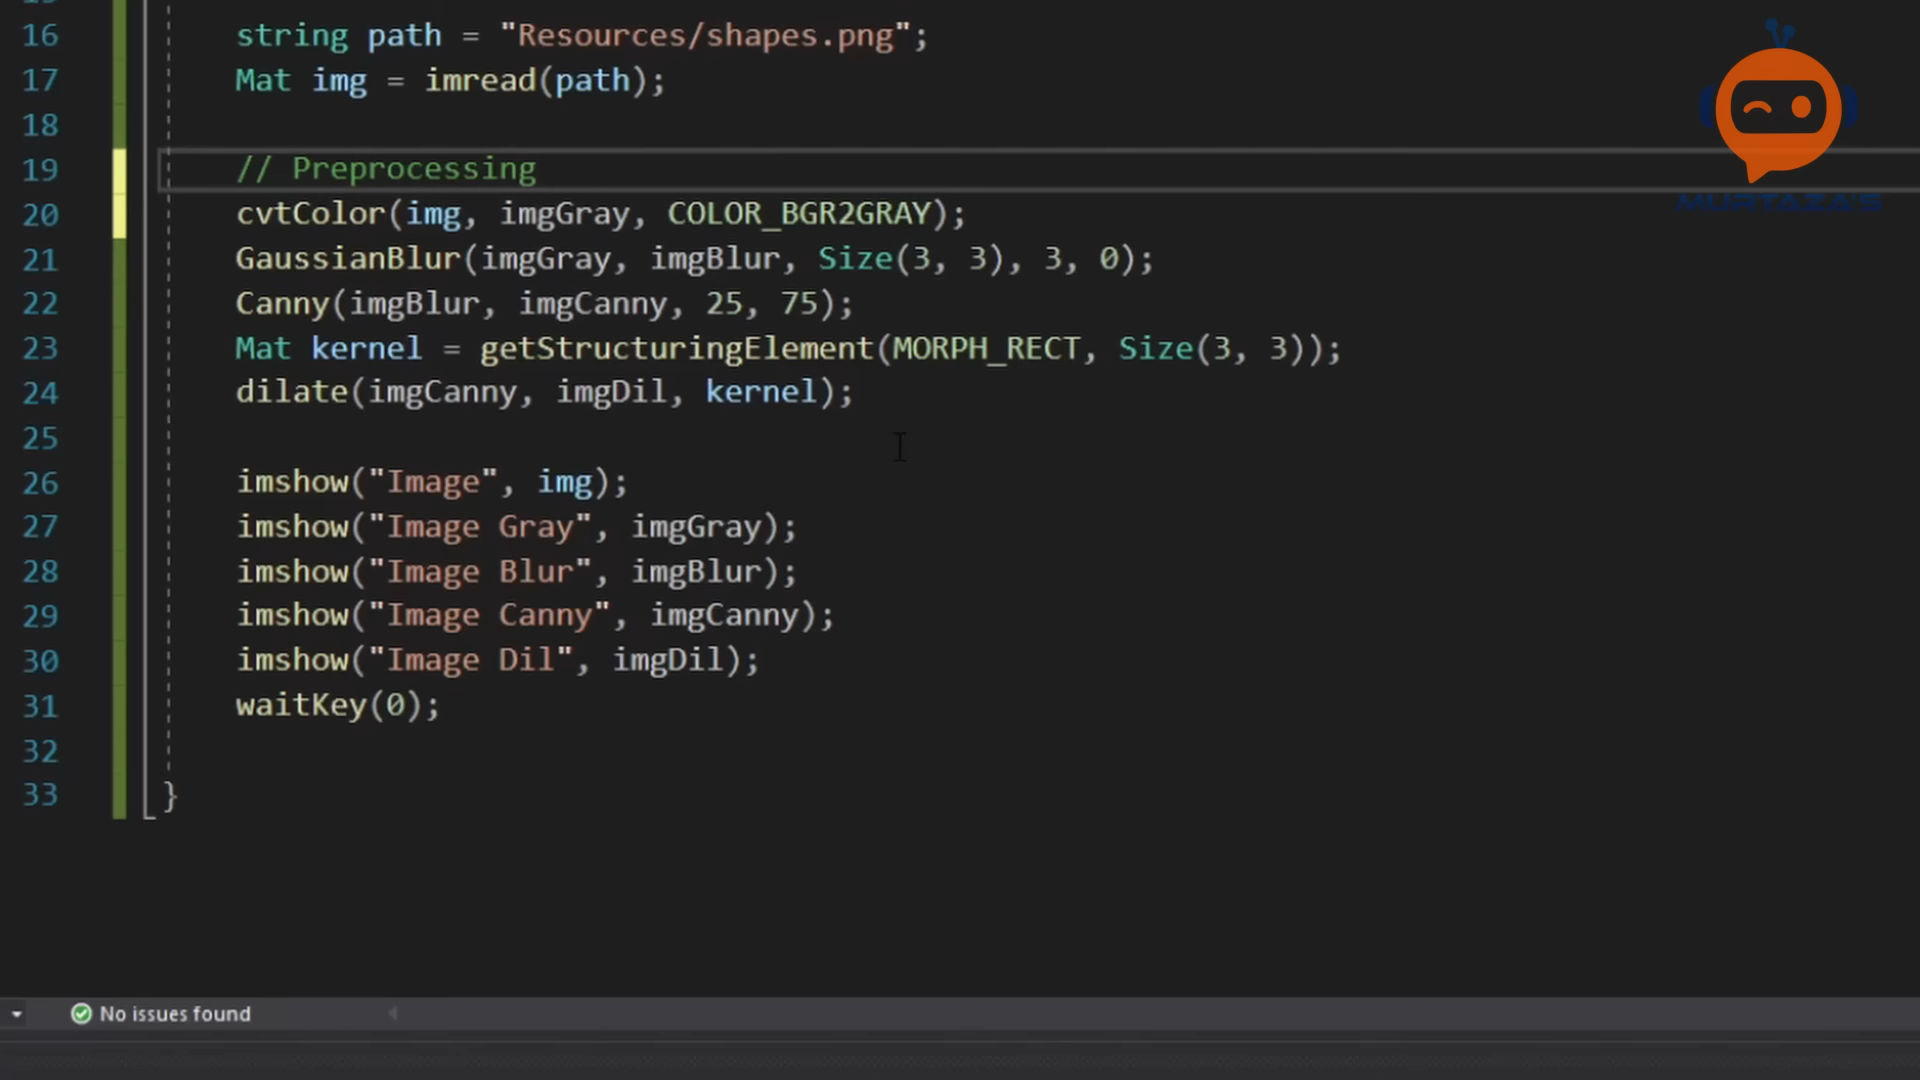 16 string path = "Resources/shapes.png";
17 Mat img = imread(path);
18
19 // Preprocessing
20 cvtColor(img, imgGray, COLOR_BGR2GRAY);
21 GaussianBlur(imgGray, imgBlur, Size(3, 3), 3, 0);
22 Canny(imgBlur, imgCanny, 25, 75);
23 Mat kernel = getStructuringElement(MORPH_RECT, Size(3, 3));
24 dilate(imgCanny, imgDil, kernel);
25
26 imshow("Image", img);
27 imshow("Image Gray", imgGray);
28 imshow("Image Blur", imgBlur);
29 imshow("Image Canny", imgCanny);
30 imshow("Image Dil", imgDil);
31 waitKey(0);
32
33 }
MURTAZA'S
No issues found